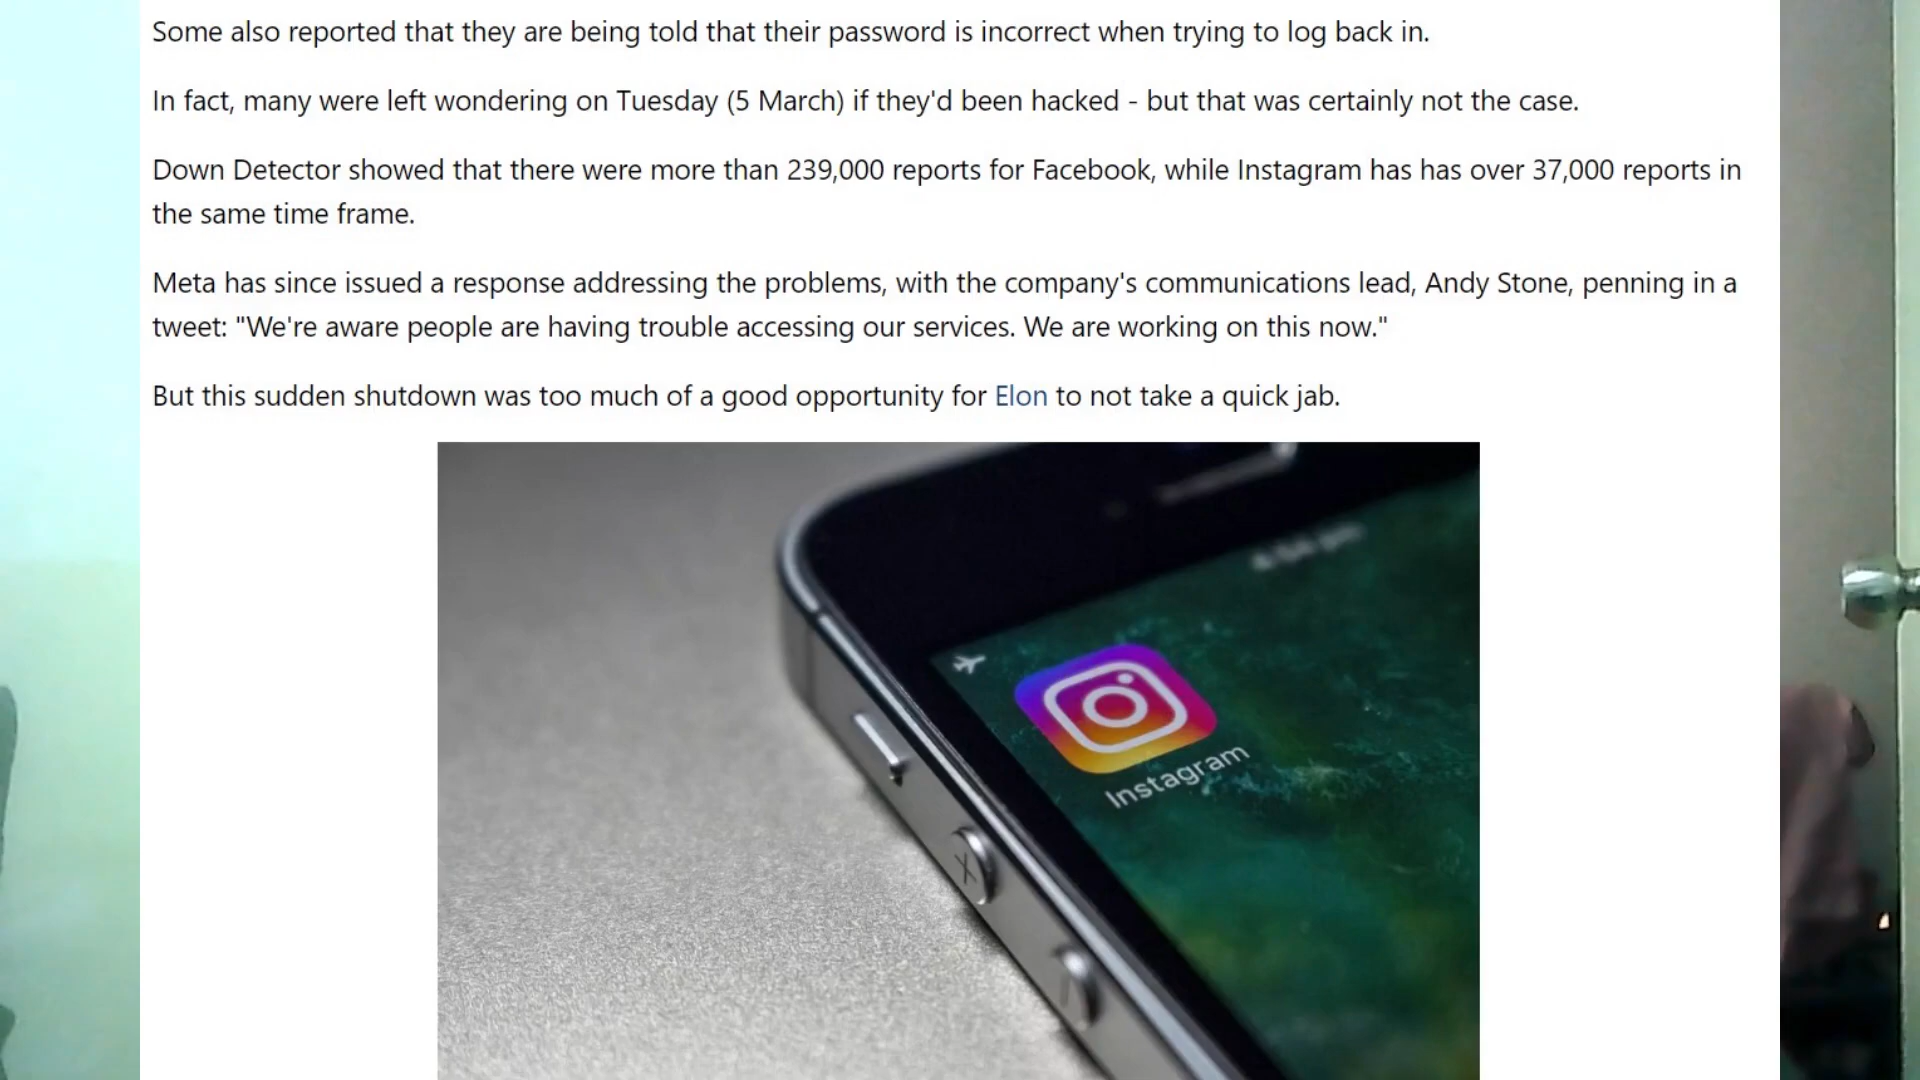 Some also reported that they are being told that their password is incorrect when trying to log back in.
In fact, many were left wondering on Tuesday (5 March) if they'd been hacked - but that was certainly not the case.
Down Detector showed that there were more than 239,000 reports for Facebook, while Instagram has has over 37,000 reports in
the same time frame.
Meta has since issued a response addressing the problems, with the company's communications lead, Andy Stone, penning in a
tweet: "We're aware people are having trouble accessing our services. We are working on this now."
But this sudden shutdown was too much of a good opportunity for Elon to not take a quick jab.
Instagram